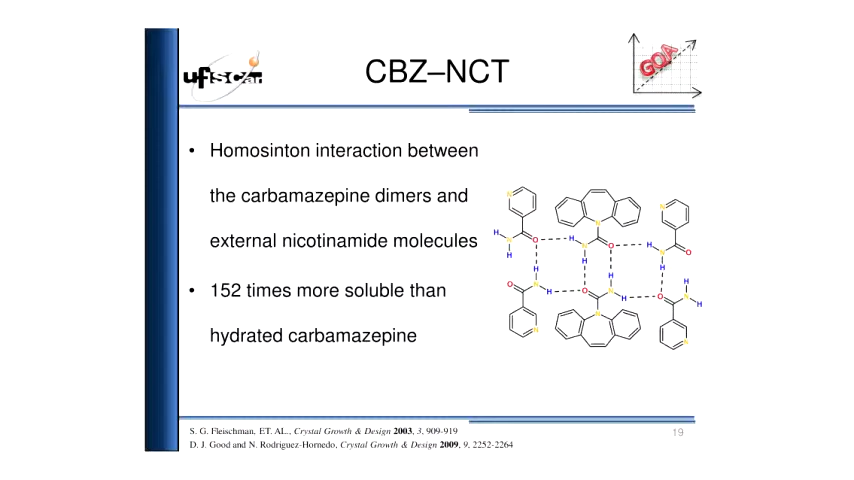 ufscar
CBZ–NCT
GOA
• Homosinton interaction between
the carbamazepine dimers and
external nicotinamide molecules
• 152 times more soluble than
hydrated carbamazepine
N
N
N
H
N
H
O
H
N
H
O
H
N
H
O
H
O
N
H
H
O
N
H
H
O
N
H
H
N
N
N
S. G. Fleischman, ET. AL., Crystal Growth & Design 2003, 3, 909-919
19
D. J. Good and N. Rodriguez-Hornedo, Crystal Growth & Design 2009, 9, 2252-2264